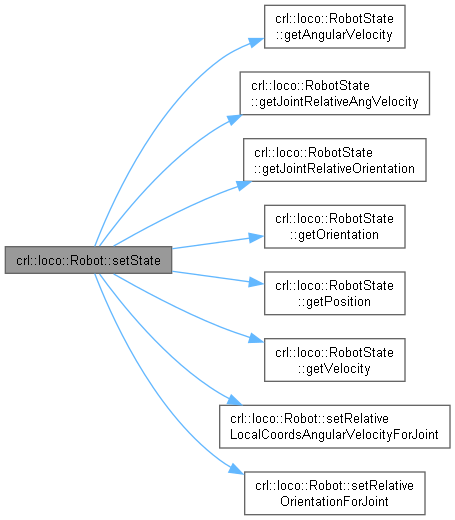 crl::loco::RobotState
::getAngularVelocity
crl::loco::RobotState
::getJointRelativeAngVelocity
crl::loco::RobotState
::getJointRelativeOrientation
crl::loco::Robot::setState
crl::loco::RobotState
::getOrientation
crl::loco::RobotState
::getPosition
crl::loco::RobotState
::getVelocity
crl::loco::Robot::setRelative
LocalCoordsAngularVelocityForJoint
crl::loco::Robot::setRelative
OrientationForJoint